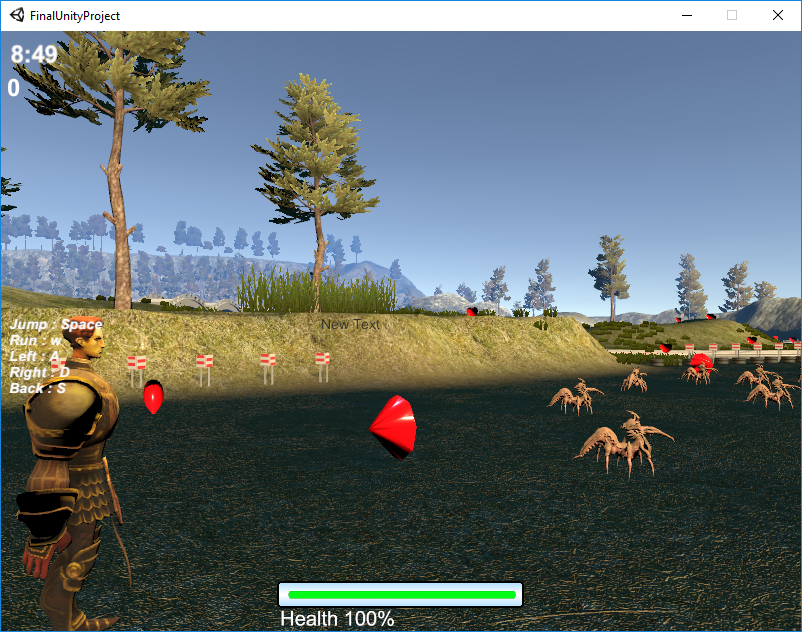 FinalUnityProject
8:49
0
New Text
Jump : Space
Run : w
Left : A
Right : D
Back : S
Health 100%